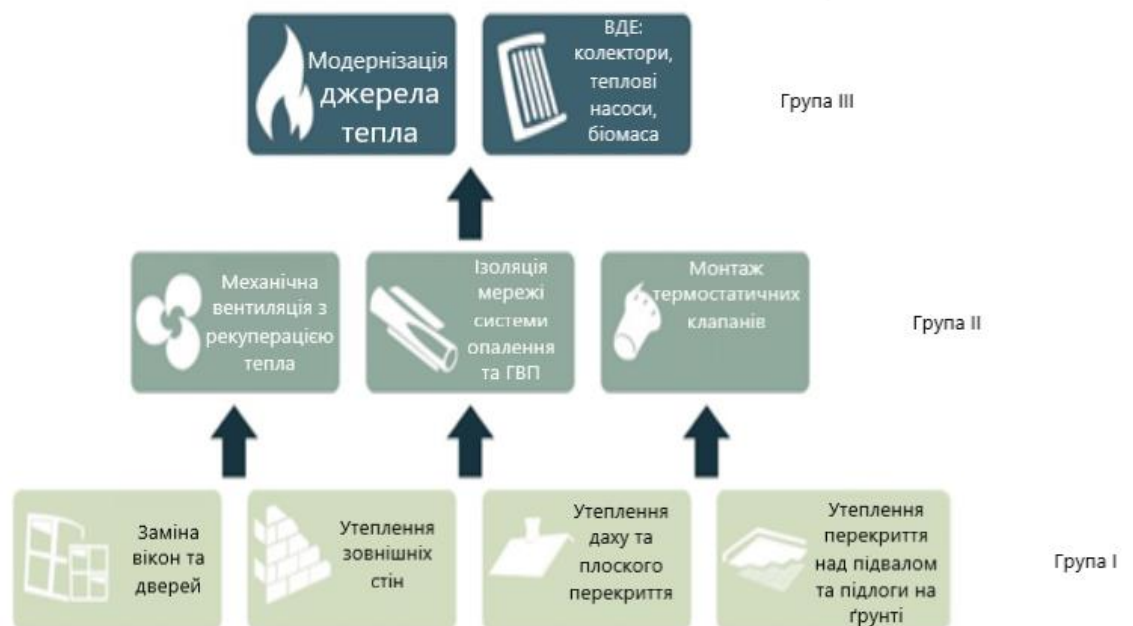 Модернізація
джерела
тепла
ВДЕ:
колектори,
теплові
насоси,
біомаса
Група III
Механічна
вентиляція з
рекуперацією
тепла
Ізоляція
мережі
системи
опалення
та ГВП
Монтаж
термостатичних
клапанів
Група II
Заміна
вікон та
дверей
Утеплення
зовнішніх
стін
Утеплення
даху та
плоского
перекриття
Утеплення
перекриття
над підвалом
та підлоги на
ґрунті
Група I